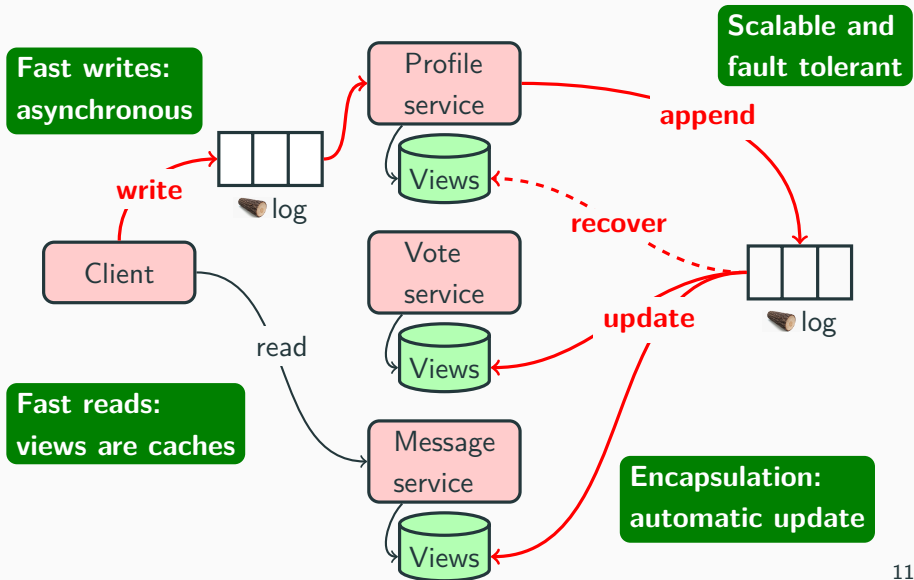 Scalable and
fault tolerant
Fast writes:
asynchronous
Profile
service
append
Views
write
log
recover
Client
Vote
service
log
update
read
Views
Fast reads:
views are caches
Message
service
Encapsulation:
automatic update
Views
11